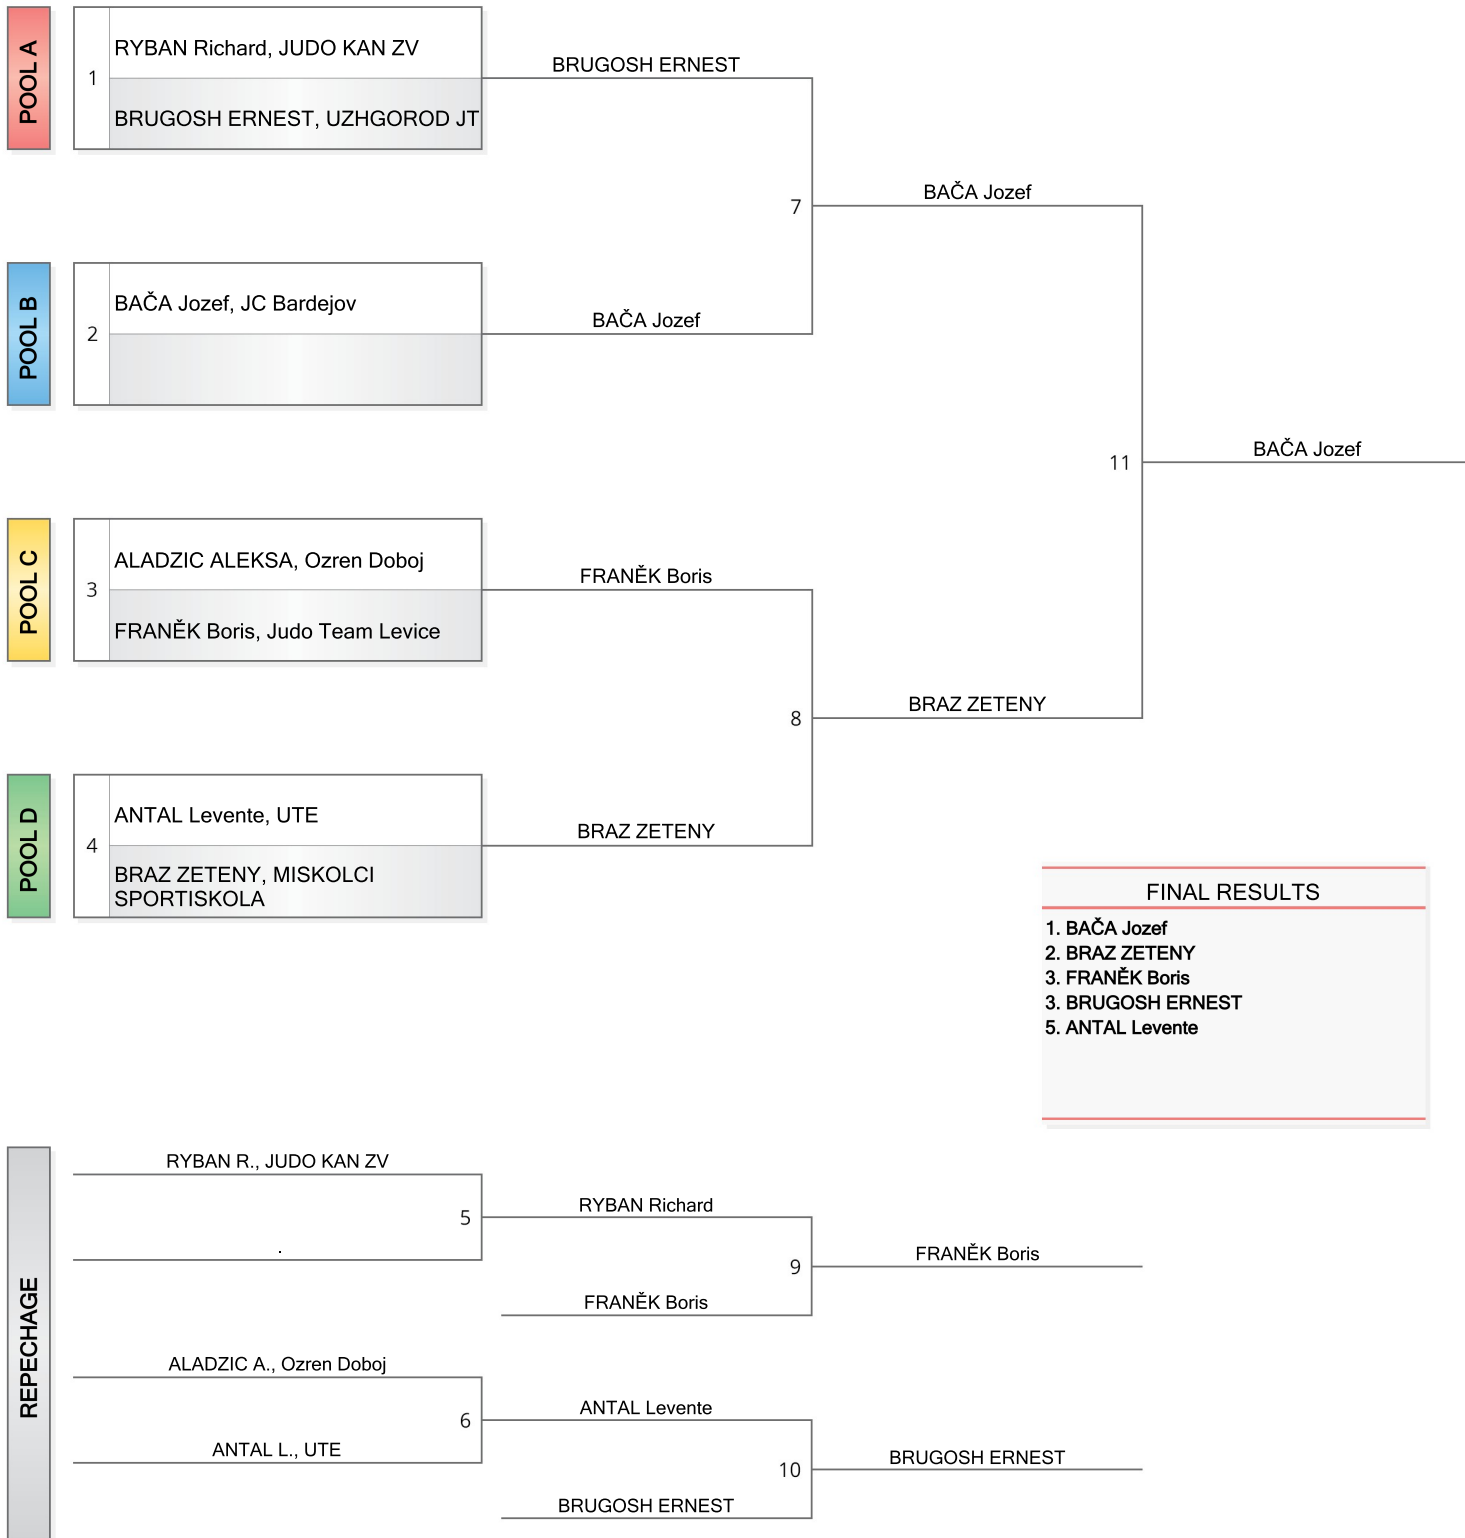 POOL A
1
RYBAN Richard, JUDO KAN ZV
BRUGOSH ERNEST, UZHGOROD JT
BRUGOSH ERNEST
7
BAČA Jozef
POOL B
2
BAČA Jozef, JC Bardejov
BAČA Jozef
11
BAČA Jozef
POOL C
3
ALADZIC ALEKSA, Ozren Doboj
FRANĚK Boris, Judo Team Levice
FRANĚK Boris
8
BRAZ ZETENY
POOL D
4
ANTAL Levente, UTE
BRAZ ZETENY, MISKOLCI
SPORTISKOLA
BRAZ ZETENY
FINAL RESULTS
1. BAČA Jozef
2. BRAZ ZETENY
3. FRANĚK Boris
3. BRUGOSH ERNEST
5. ANTAL Levente
REPECHAGE
RYBAN R., JUDO KAN ZV
5
.
RYBAN Richard
9
FRANĚK Boris
FRANĚK Boris
ALADZIC A., Ozren Doboj
6
ANTAL L., UTE
ANTAL Levente
10
BRUGOSH ERNEST
BRUGOSH ERNEST